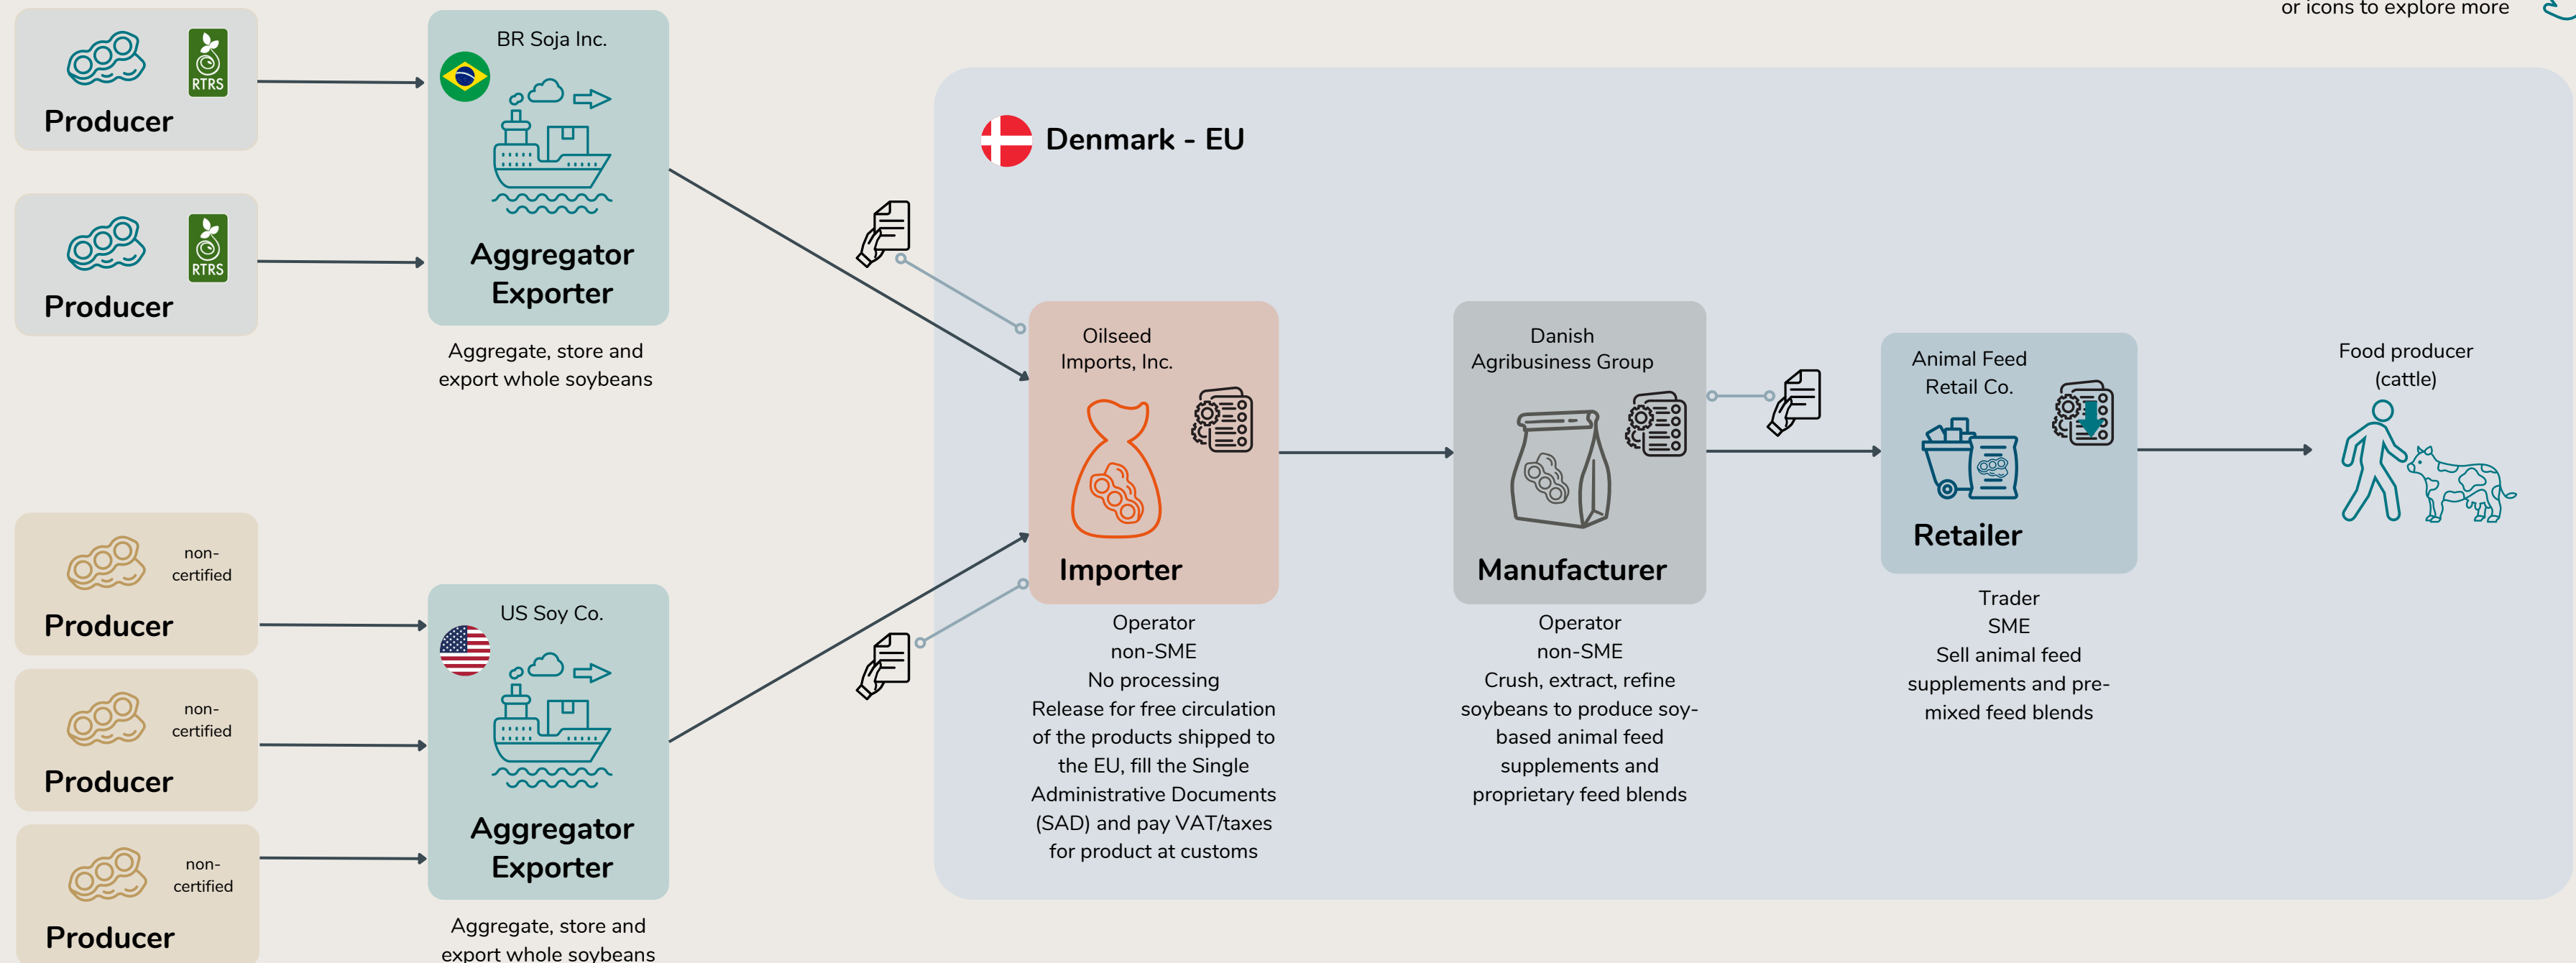 or icons to explore more
RTRS
Producer
RTRS
Producer
BR Soja Inc.
Aggregator
Exporter
Aggregate, store and
export whole soybeans
non-
certified
Producer
non-
certified
Producer
non-
certified
Producer
US Soy Co.
Aggregator
Exporter
Aggregate, store and
export whole soybeans
Denmark - EU
Oilseed
Imports, Inc.
Importer
Operator
non-SME
No processing
Release for free circulation
of the products shipped to
the EU, fill the Single
Administrative Documents
(SAD) and pay VAT/taxes
for product at customs
Danish
Agribusiness Group
Manufacturer
Operator
non-SME
Crush, extract, refine
soybeans to produce soy-
based animal feed
supplements and
proprietary feed blends
Animal Feed
Retail Co.
Retailer
Trader
SME
Sell animal feed
supplements and pre-
mixed feed blends
Food producer
(cattle)